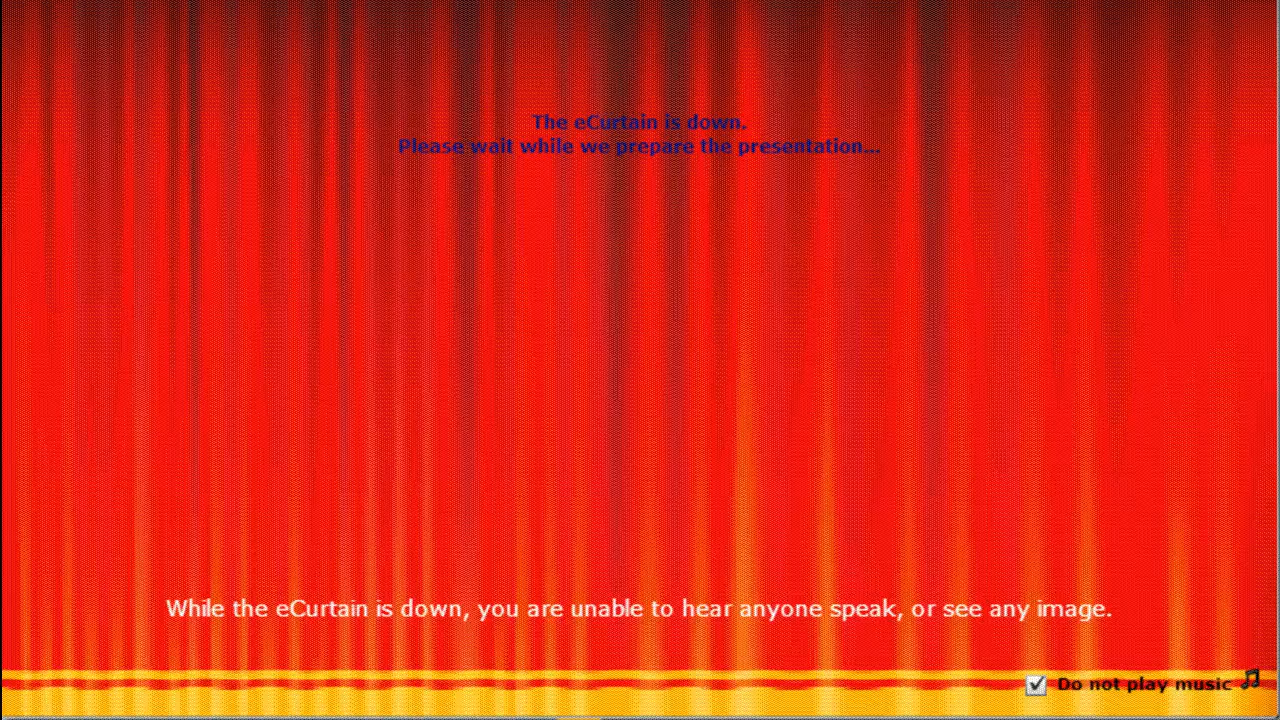 The eCurtain is down.
Please wait while we prepare the presentation...
While the eCurtain is down, you are unable to hear anyone speak, or see any image.
Do not play music